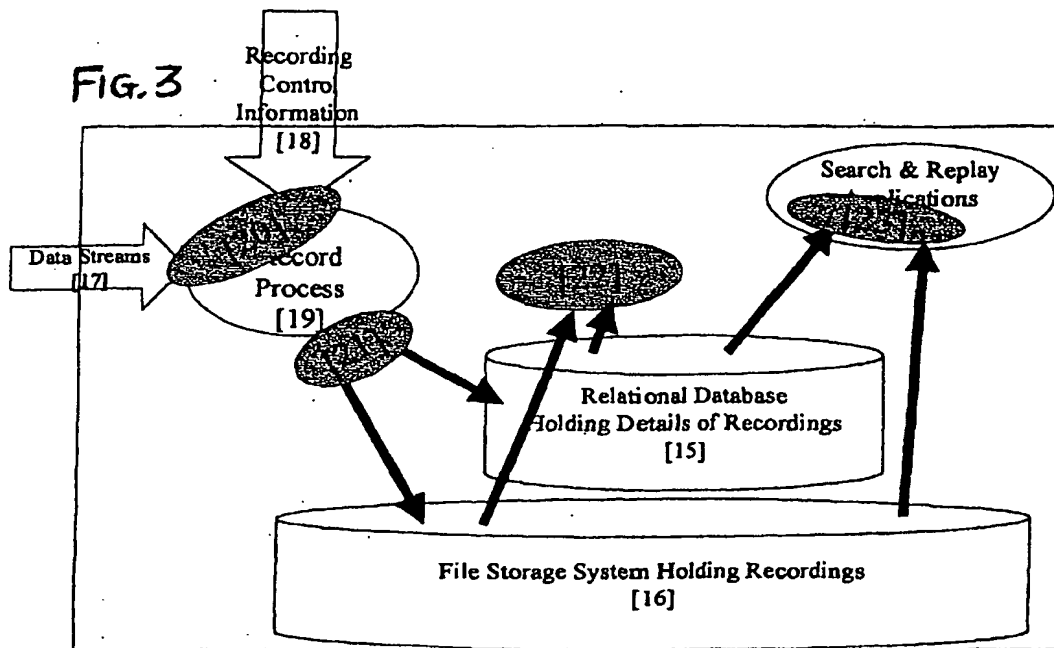 FIG. 3
Recording
Control
Information
[18]
Search & Replay
Data Streams
[17]
Process
[19]
Relational Database
Holding Details of Recordings
[15]
File Storage System Holding Recordings
[16]